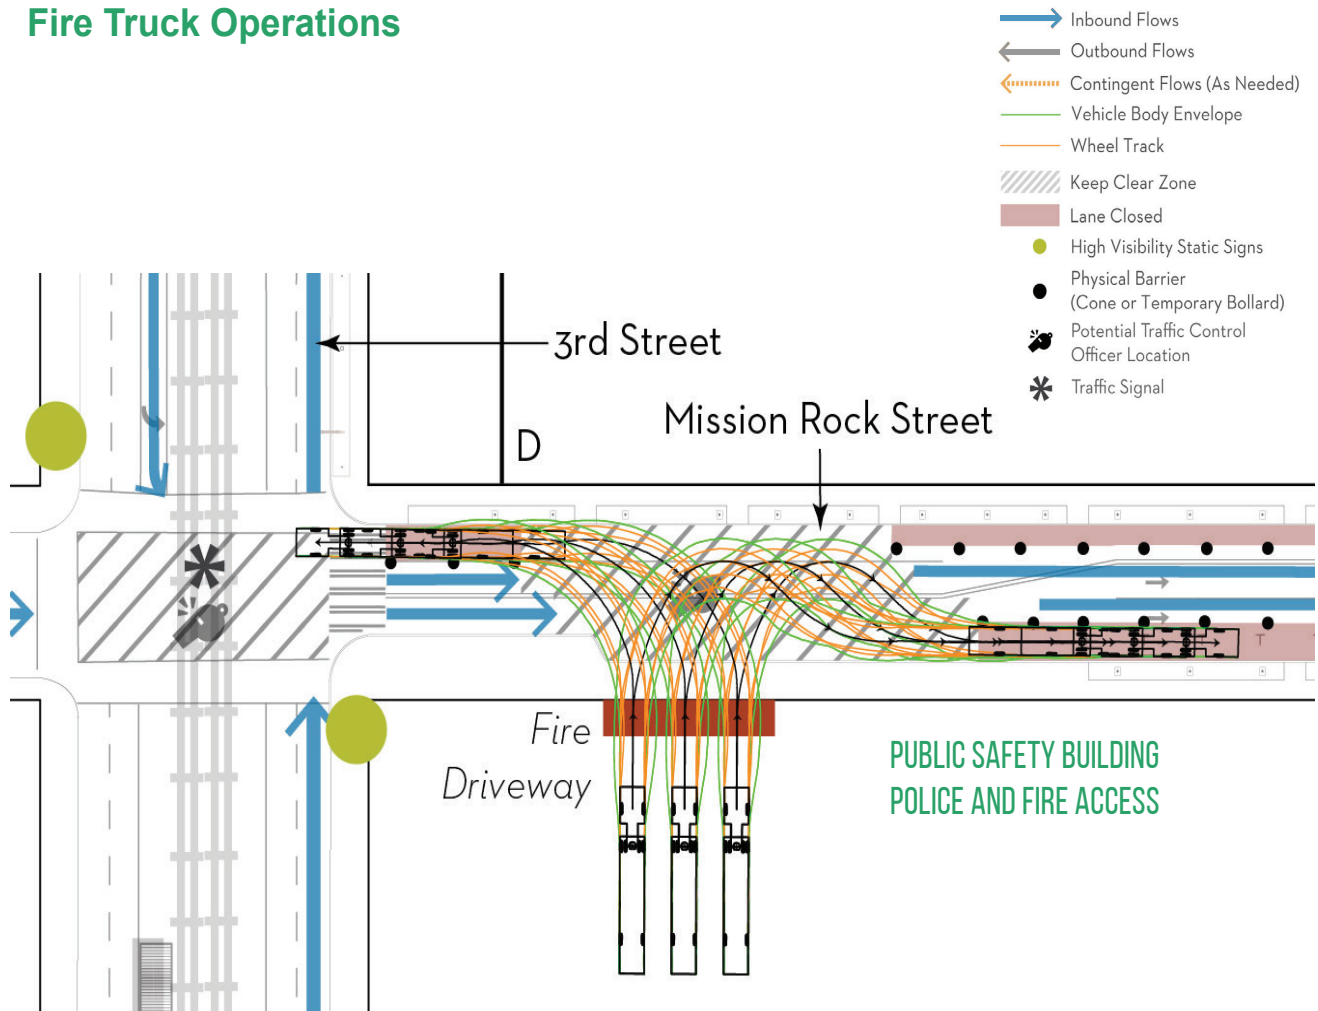 Fire Truck Operations
Inbound Flows
Outbound Flows
Contingent Flows (As Needed)
Vehicle Body Envelope
Wheel Track
Keep Clear Zone
Lane Closed
High Visibility Static Signs
Physical Barrier
(Cone or Temporary Bollard)
Potential Traffic Control
Officer Location
Traffic Signal
3rd Street
Mission Rock Street
D
Fire
Driveway
PUBLIC SAFETY BUILDING
POLICE AND FIRE ACCESS